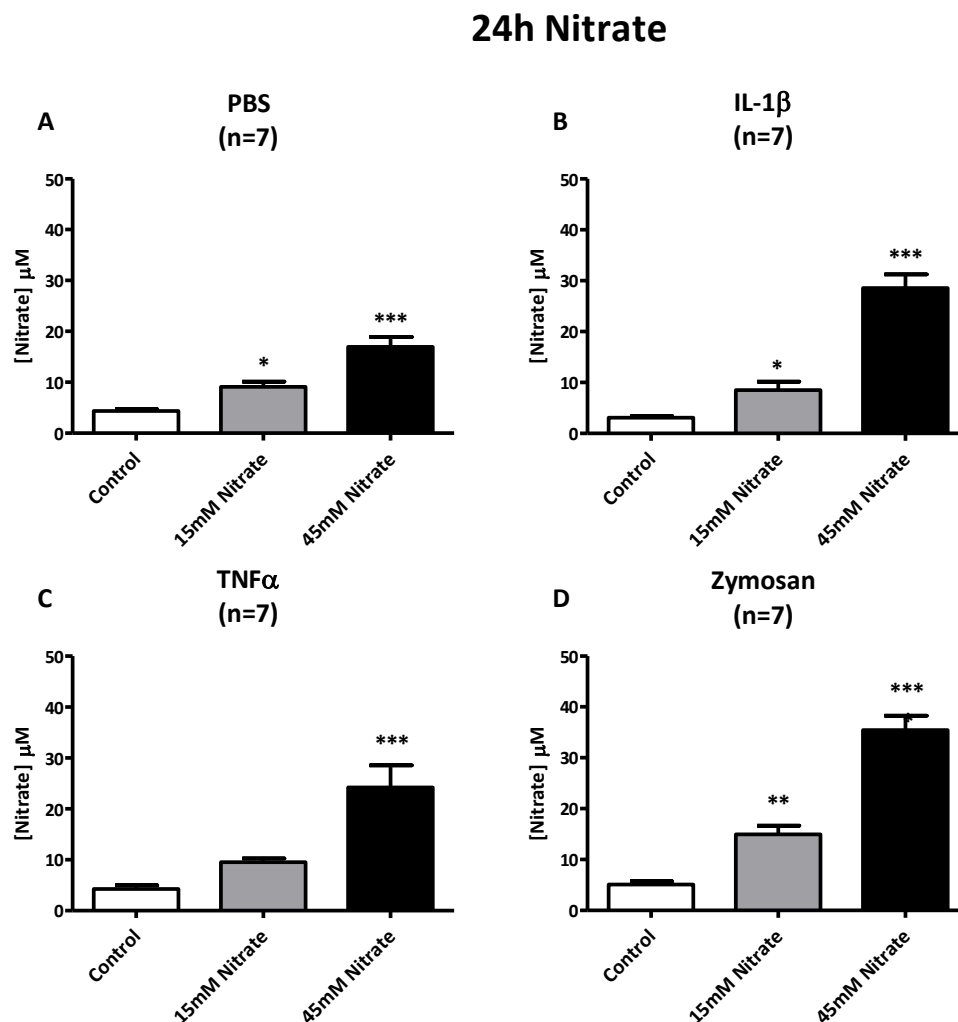 24h Nitrate
A
PBS
(n=7)
[Nitrate] μM
50
40
30
20
10
0
*
***
Control
15mM Nitrate
45mM Nitrate
B
IL-1β
(n=7)
[Nitrate] μM
50
40
30
20
10
0
*
***
Control
15mM Nitrate
45mM Nitrate
C
TNFα
(n=7)
[Nitrate] μM
50
40
30
20
10
0
***
Control
15mM Nitrate
45mM Nitrate
D
Zymosan
(n=7)
[Nitrate] μM
50
40
30
20
10
0
**
***
*
Control
15mM Nitrate
45mM Nitrate